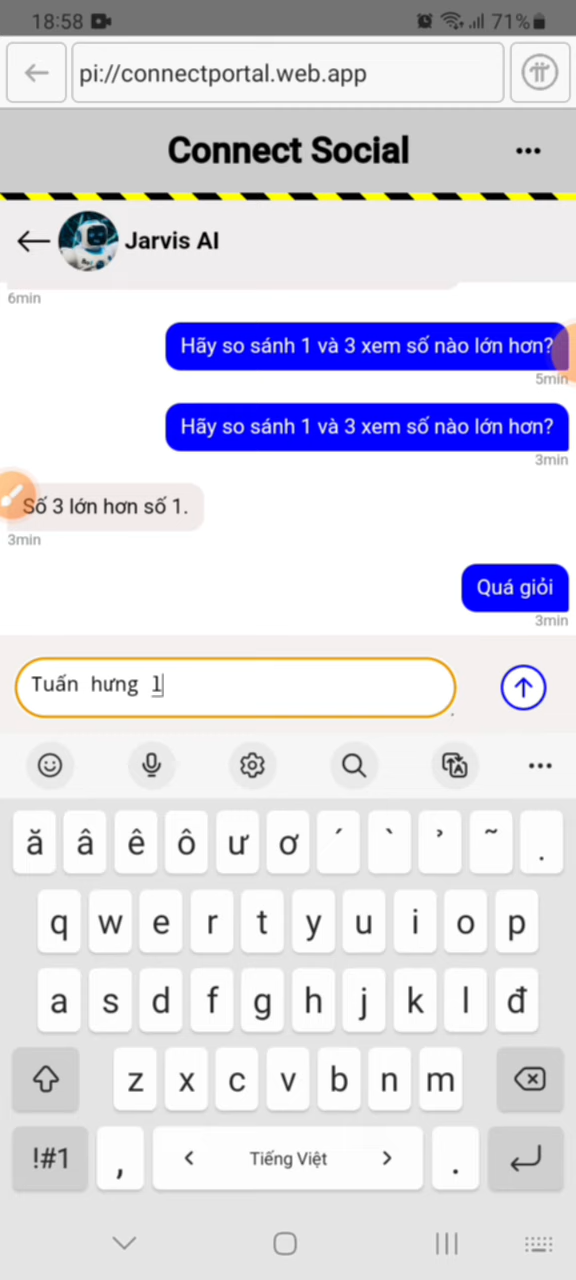 18:58
71%
pi://connectportal.web.app
Connect Social
Jarvis AI
6min
Hãy so sánh 1 và 3 xem số nào lớn hơn?
5min
Hãy so sánh 1 và 3 xem số nào lớn hơn?
3min
Số 3 lớn hơn số 1.
3min
Quá giỏi
3min
Tuấn hưng l
ă â ê ô ư ơ ´ ` ̉ ~ .
q w e r t y u i o p
a s d f g h j k l đ
z x c v b n m
!#1 , < Tiếng Việt > .